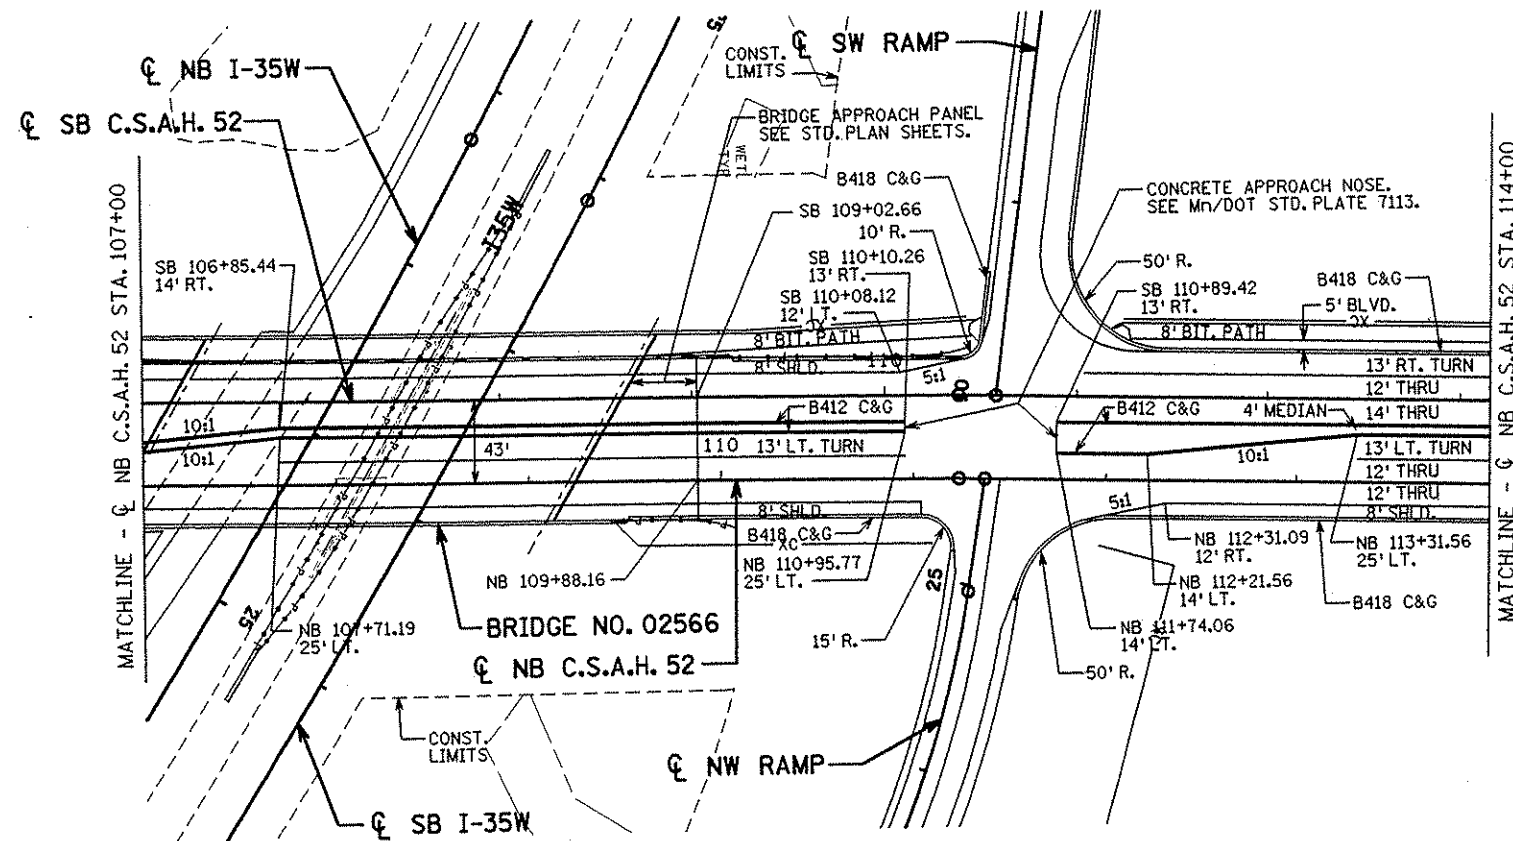 ℄ SW RAMP
CONST.
LIMITS
℄ NB I-35W
℄ SB C.S.A.H. 52
BRIDGE APPROACH PANEL
SEE STD. PLAN SHEETS.
WET
TYP
B418 C&G
CONCRETE APPROACH NOSE.
SEE Mn/DOT STD. PLATE 7113.
SB 109+02.66
10' R.
SB 110+10.26
13' RT.
SB 110+08.12
12' LT.
I35W
SB 106+85.44
14' RT.
50' R.
SB 110+89.42
13' RT.
B418 C&G
5' BLVD.
8' BIT. PATH
8' BIT. PATH
8' SHLD.
110
5:1
13' RT. TURN
12' THRU
14' THRU
13' LT. TURN
12' THRU
12' THRU
8' SHLD.
10:1
10:1
43'
B412 C&G
110
13' LT. TURN
B412 C&G
4' MEDIAN
10:1
5:1
8' SHLD.
B418 C&G
NB 109+88.16
NB 110+95.77
25' LT.
25
NB 112+31.09
12' RT.
NB 113+31.56
25' LT.
NB 112+21.56
14' LT.
B418 C&G
NB 107+71.19
25' LT.
25
BRIDGE NO. 02566
15' R.
NB 111+74.06
14' LT.
℄ NB C.S.A.H. 52
50' R.
CONST.
LIMITS
℄ NW RAMP
℄ SB I-35W
MATCHLINE - ℄ NB C.S.A.H. 52 STA. 107+00
MATCHLINE - ℄ NB C.S.A.H. 52 STA. 114+00